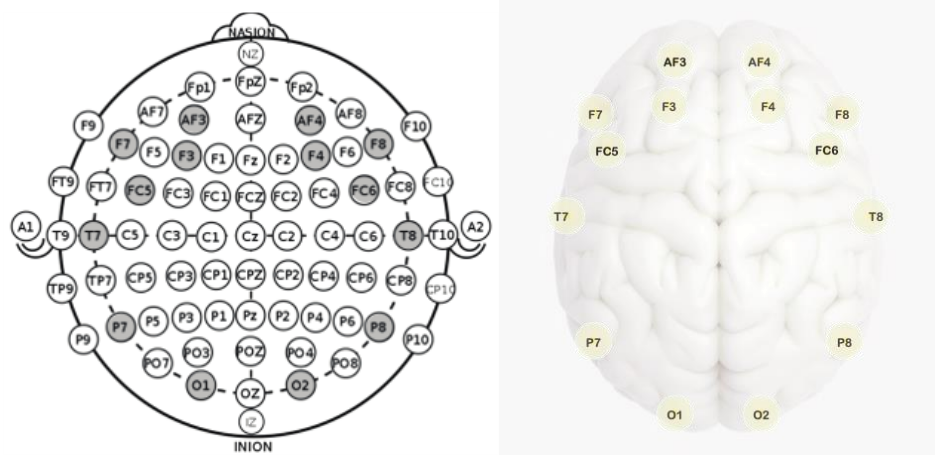 NASION
NZ
Fp1 FpZ Fp2
AF7 AF3 AFZ AF4 AF8
F9 F7 F5 F3 F1 Fz F2 F4 F6 F8 F10
FT9 FT7 FC5 FC3 FC1 FCZ FC2 FC4 FC6 FC8 FC10
A1 T9 T7 C5 C3 C1 Cz C2 C4 C6 T8 T10 A2
TP9 TP7 CP5 CP3 CP1 CPZ CP2 CP4 CP6 CP8 CP10
P9 P7 P5 P3 P1 Pz P2 P4 P6 P8 P10
PO7 PO3 POZ PO4 PO8
O1 OZ O2
IZ
INION
AF3 AF4
F7 F3 F4 F8
FC5 FC6
T7 T8
P7 P8
O1 O2